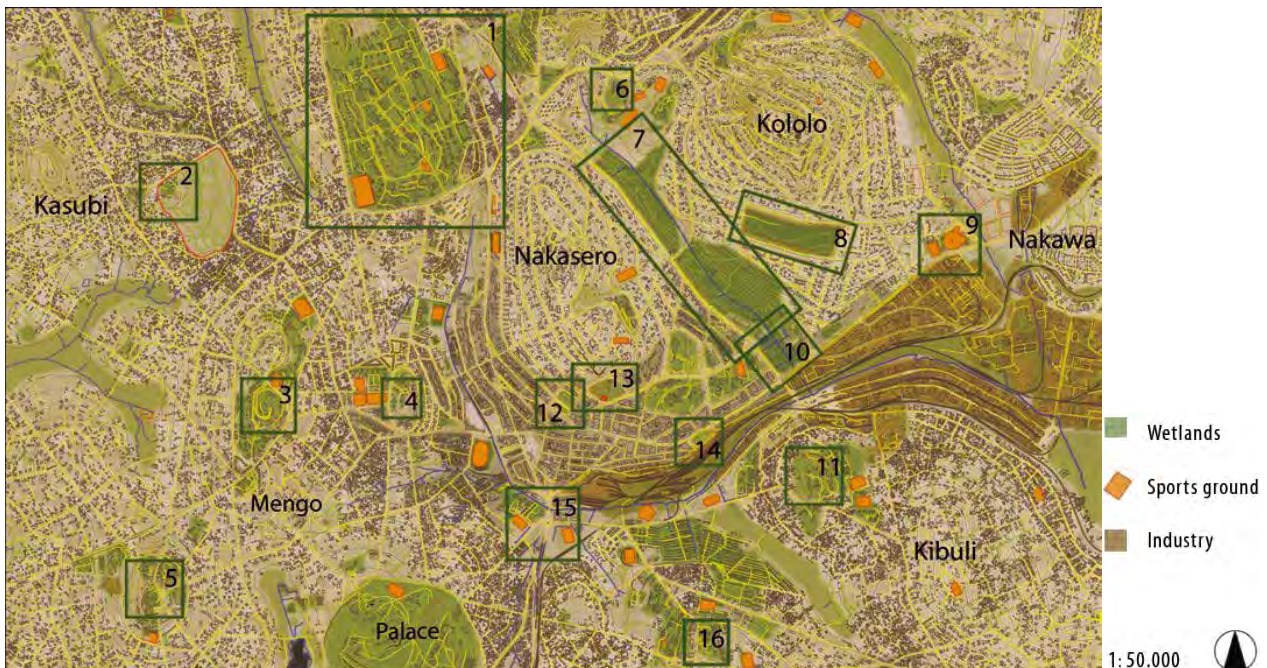 1
6
Kololo
7
2
Kasubi
8
9
Nakasero
Nakawa
10
13
3
4
12
14
11
Mengo
15
Kibuli
5
Palace
16
Wetlands
Sports ground
Industry
1: 50.000